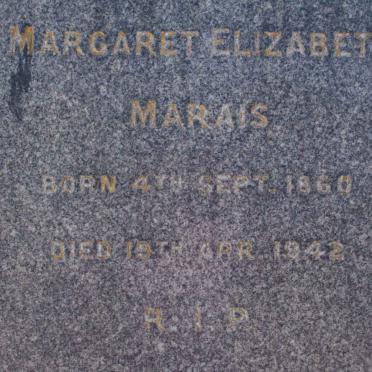 MARGARET ELIZABET
MARAIS
BORN 4TH SEPT. 1860
DIED 19TH APR. 1942
R. I. P.